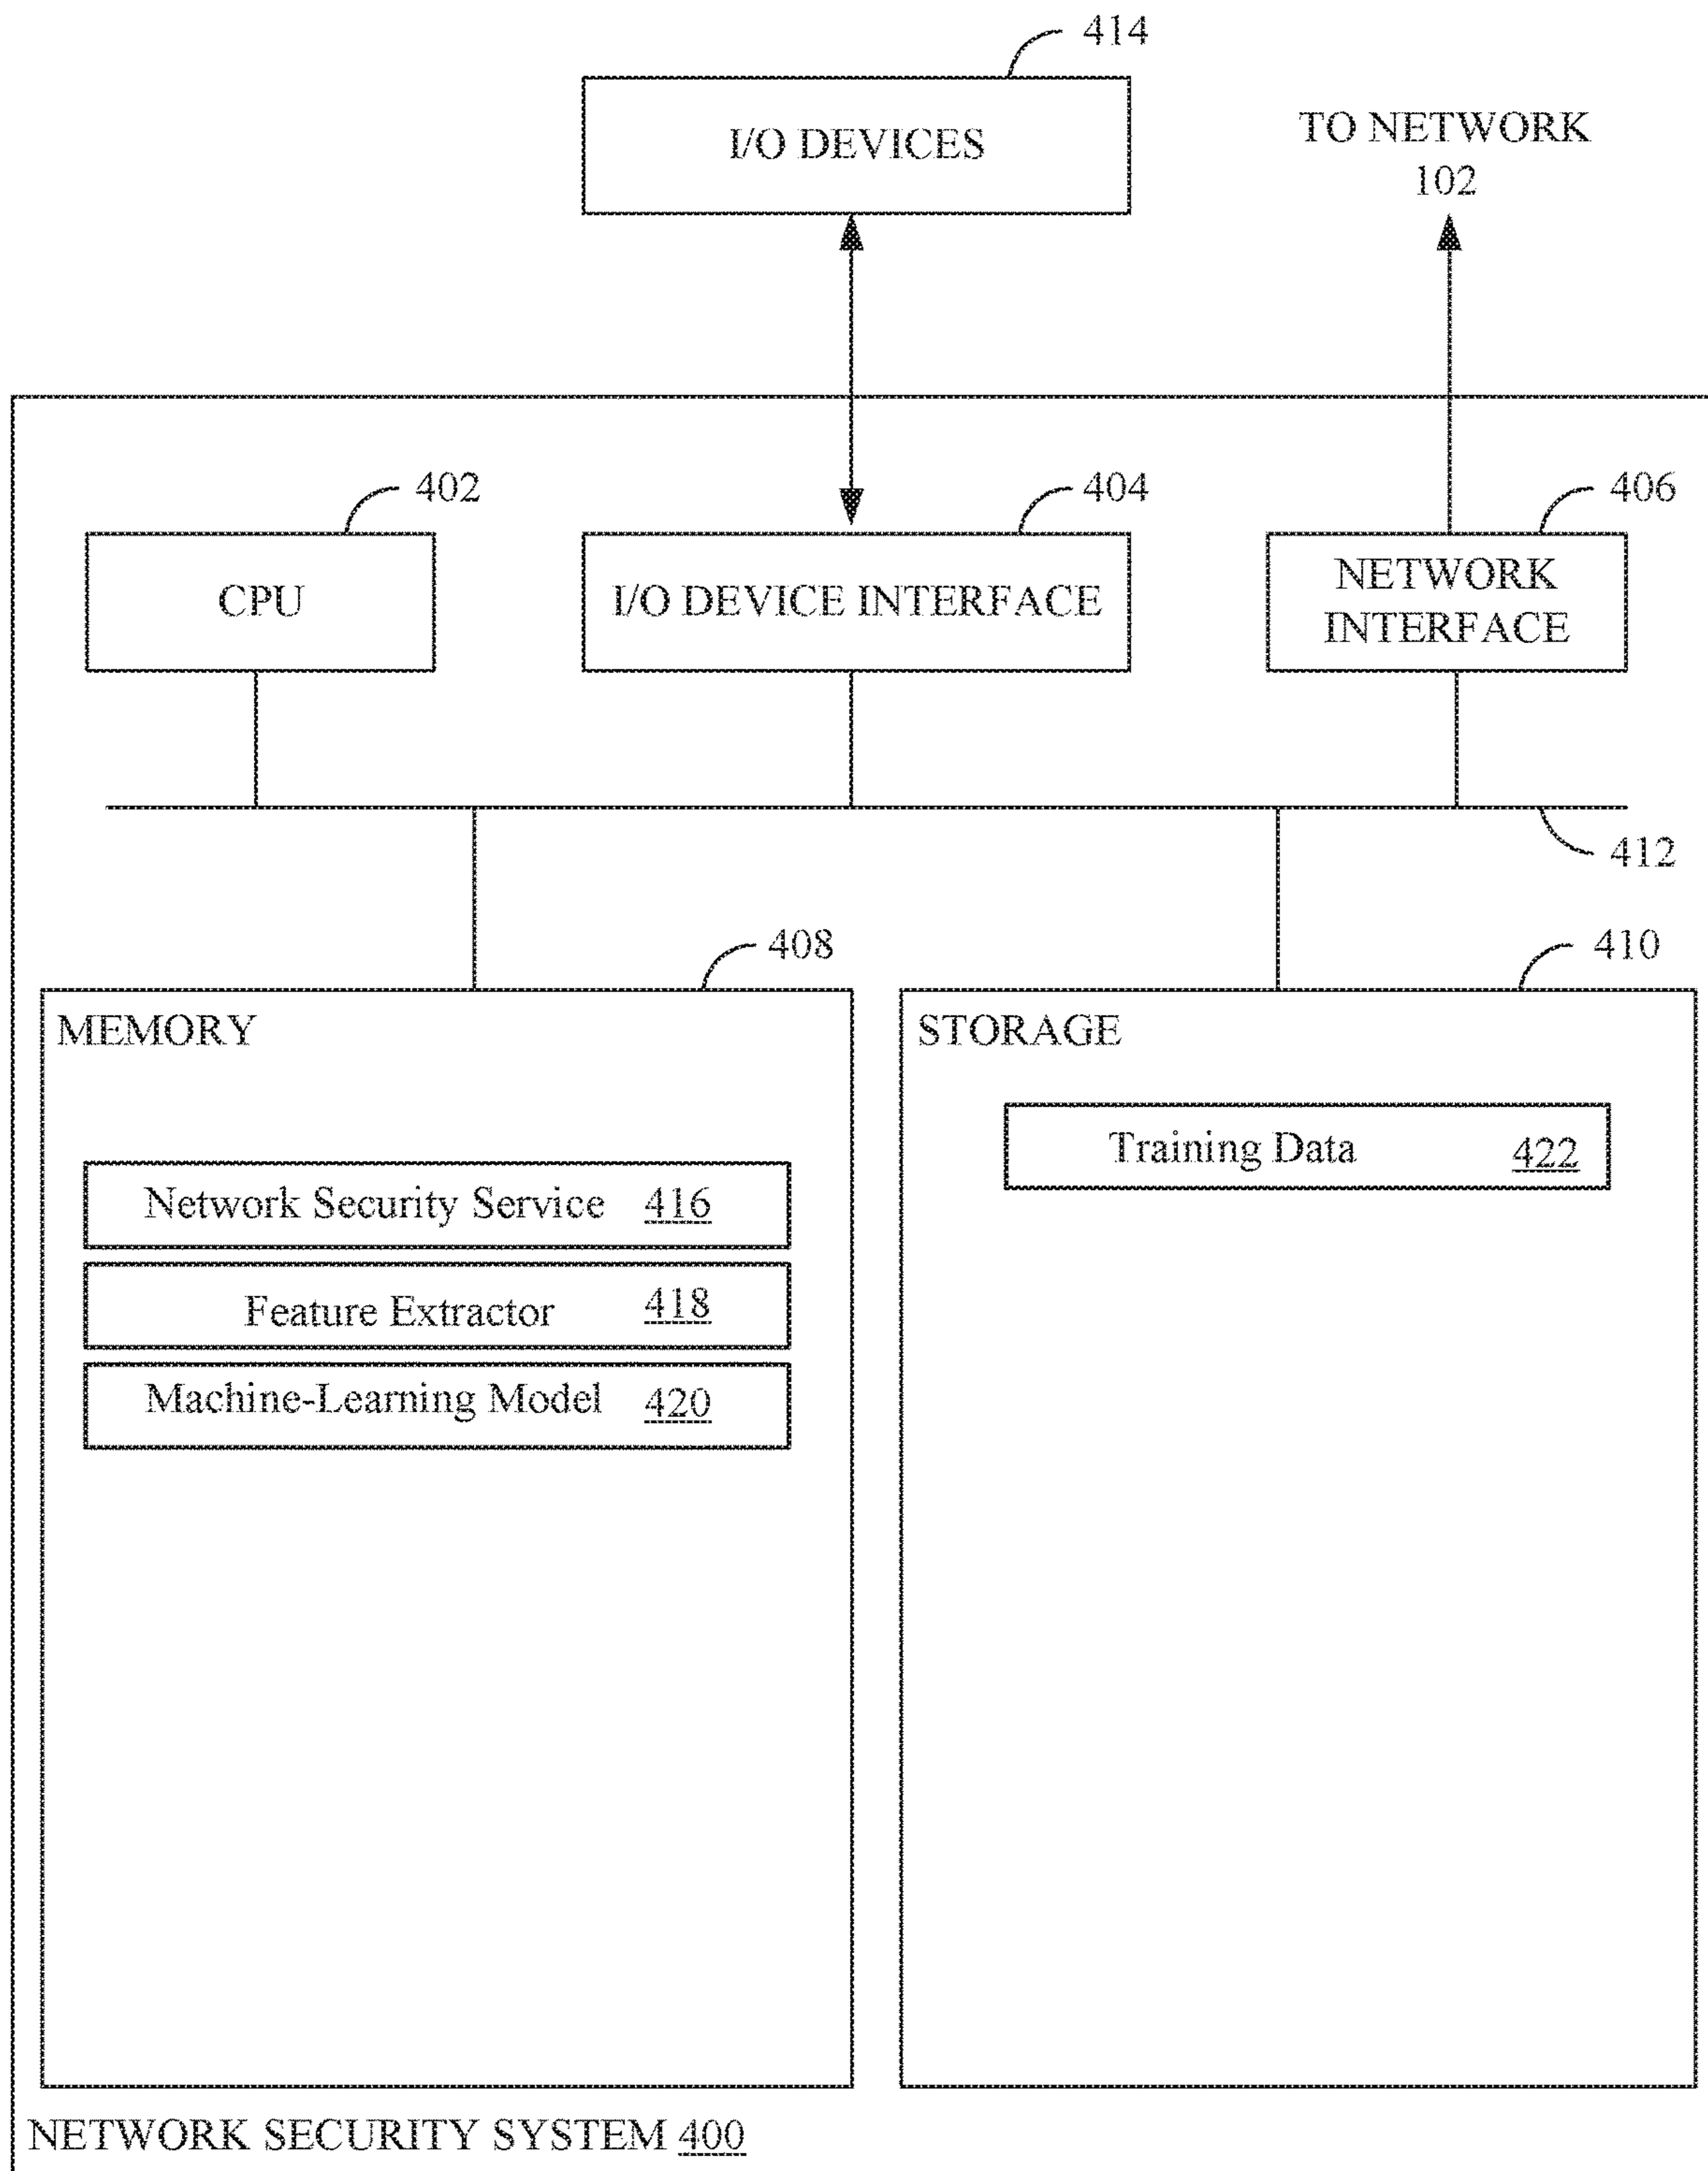 414
I/O DEVICES
TO NETWORK
102
402
404
406
CPU
I/O DEVICE INTERFACE
NETWORK
INTERFACE
412
408
410
MEMORY
STORAGE
Training Data 422
Network Security Service 416
Feature Extractor 418
Machine-Learning Model 420
NETWORK SECURITY SYSTEM 400